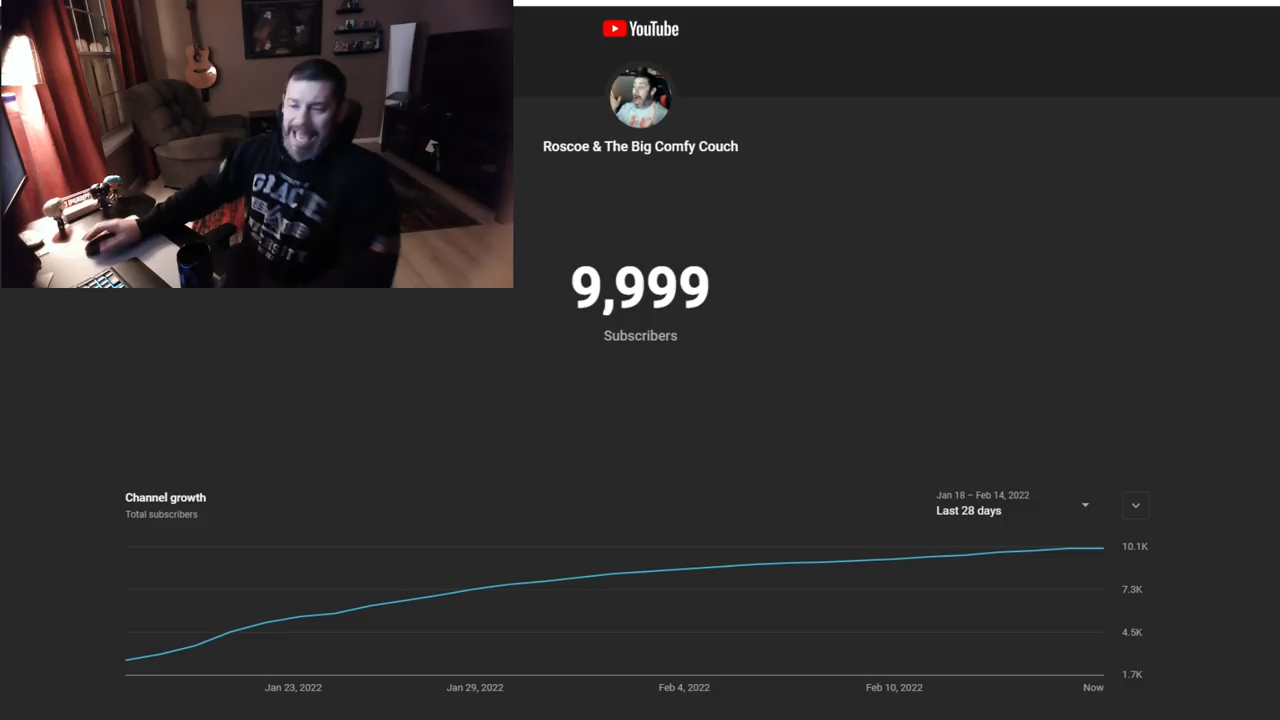 YouTube
Roscoe & The Big Comfy Couch
GRACE
9,999
Subscribers
Channel growth
Total subscribers
Jan 18 – Feb 14, 2022
Last 28 days
10.1K
7.3K
4.5K
1.7K
Jan 23, 2022
Jan 29, 2022
Feb 4, 2022
Feb 10, 2022
Now